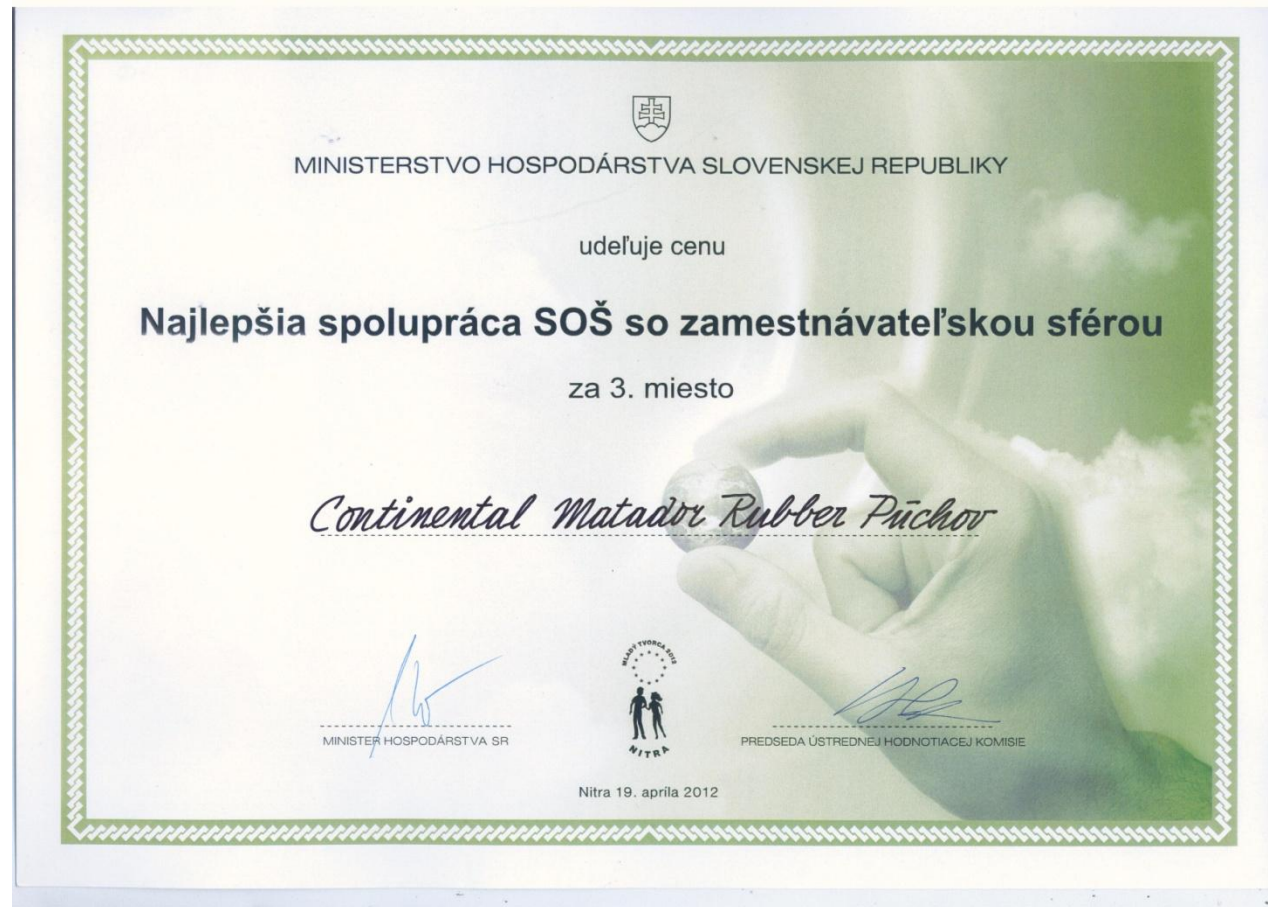 MINISTERSTVO HOSPODÁRSTVA SLOVENSKEJ REPUBLIKY
udeľuje cenu
Najlepšia spolupráca SOŠ so zamestnávateľskou sférou
za 3. miesto
Continental Matador Rubber Púchov
MLADÝ TVORCA 2012
NITRA
MINISTER HOSPODÁRSTVA SR
PREDSEDA ÚSTREDNEJ HODNOTIACEJ KOMISIE
Nitra 19. apríla 2012